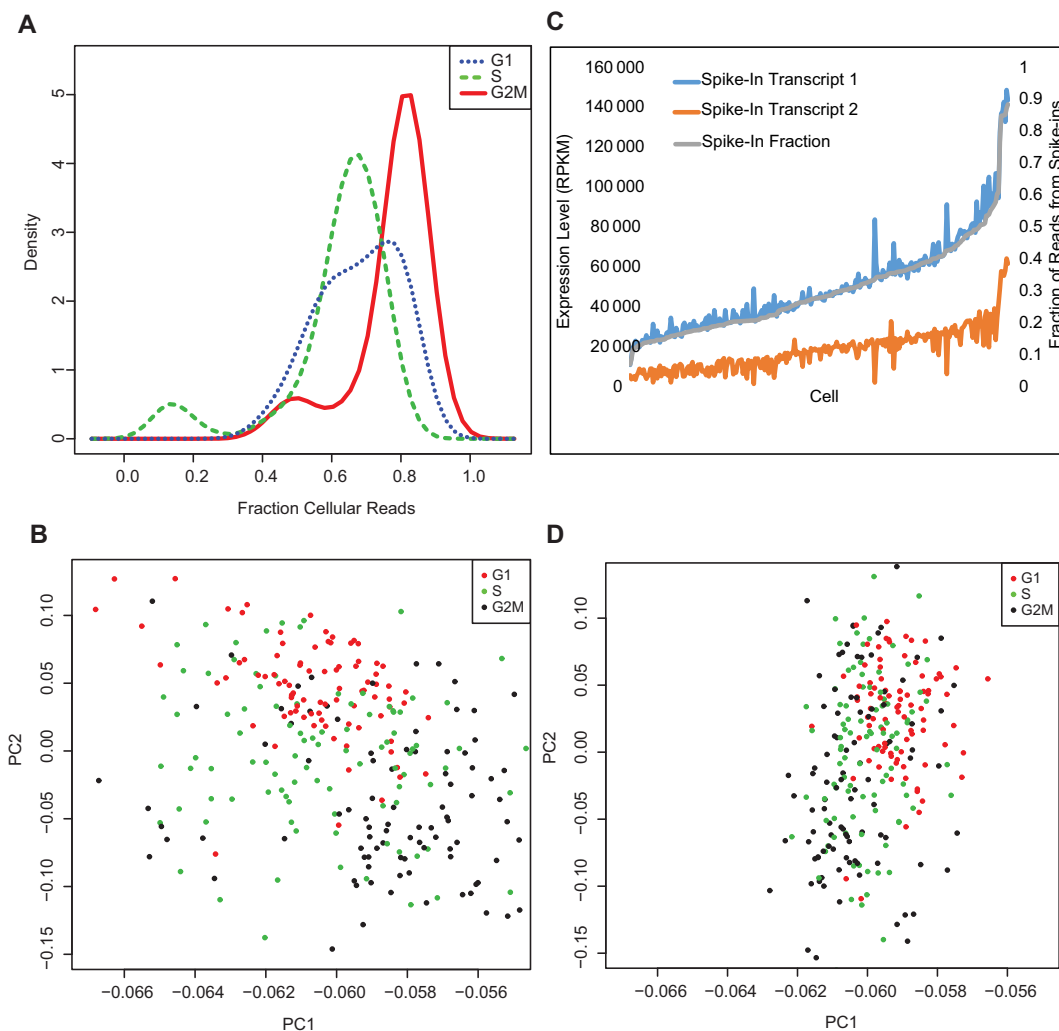 A
G1
S
G2M
5
4
3
2
1
0
Density
0.0 0.2 0.4 0.6 0.8 1.0
Fraction Cellular Reads
C
160 000
140 000
120 000
100 000
80 000
60 000
40 000
20 000
0
Expression Level (RPKM)
Spike-In Transcript 1
Spike-In Transcript 2
Spike-In Fraction
1
0.9
0.8
0.7
0.6
0.5
0.4
0.3
0.2
0.1
0
Fraction of Reads from Spike-ins
Cell
B
G1
S
G2M
0.10
0.05
0.00
−0.05
−0.10
−0.15
PC2
−0.066 −0.064 −0.062 −0.060 −0.058 −0.056
PC1
D
G1
S
G2M
0.10
0.05
0.00
−0.05
−0.10
−0.15
PC2
−0.066 −0.064 −0.062 −0.060 −0.058 −0.056
PC1